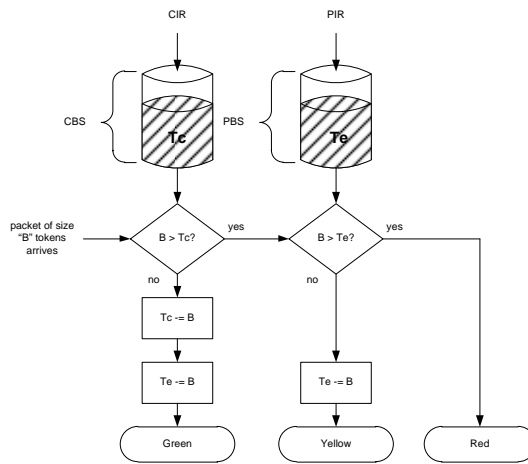 CIR
PIR
CBS
Tc
PBS
Te
packet of size
“B” tokens
arrives
B > Tc?
yes
B > Te?
yes
no
no
Tc -= B
Te -= B
Te -= B
Green
Yellow
Red